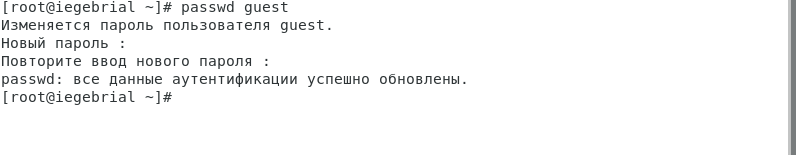 [root@iegebrial ~]# passwd guest
Изменяется пароль пользователя guest.
Новый пароль :
Повторите ввод нового пароля :
passwd: все данные аутентификации успешно обновлены.
[root@iegebrial ~]#